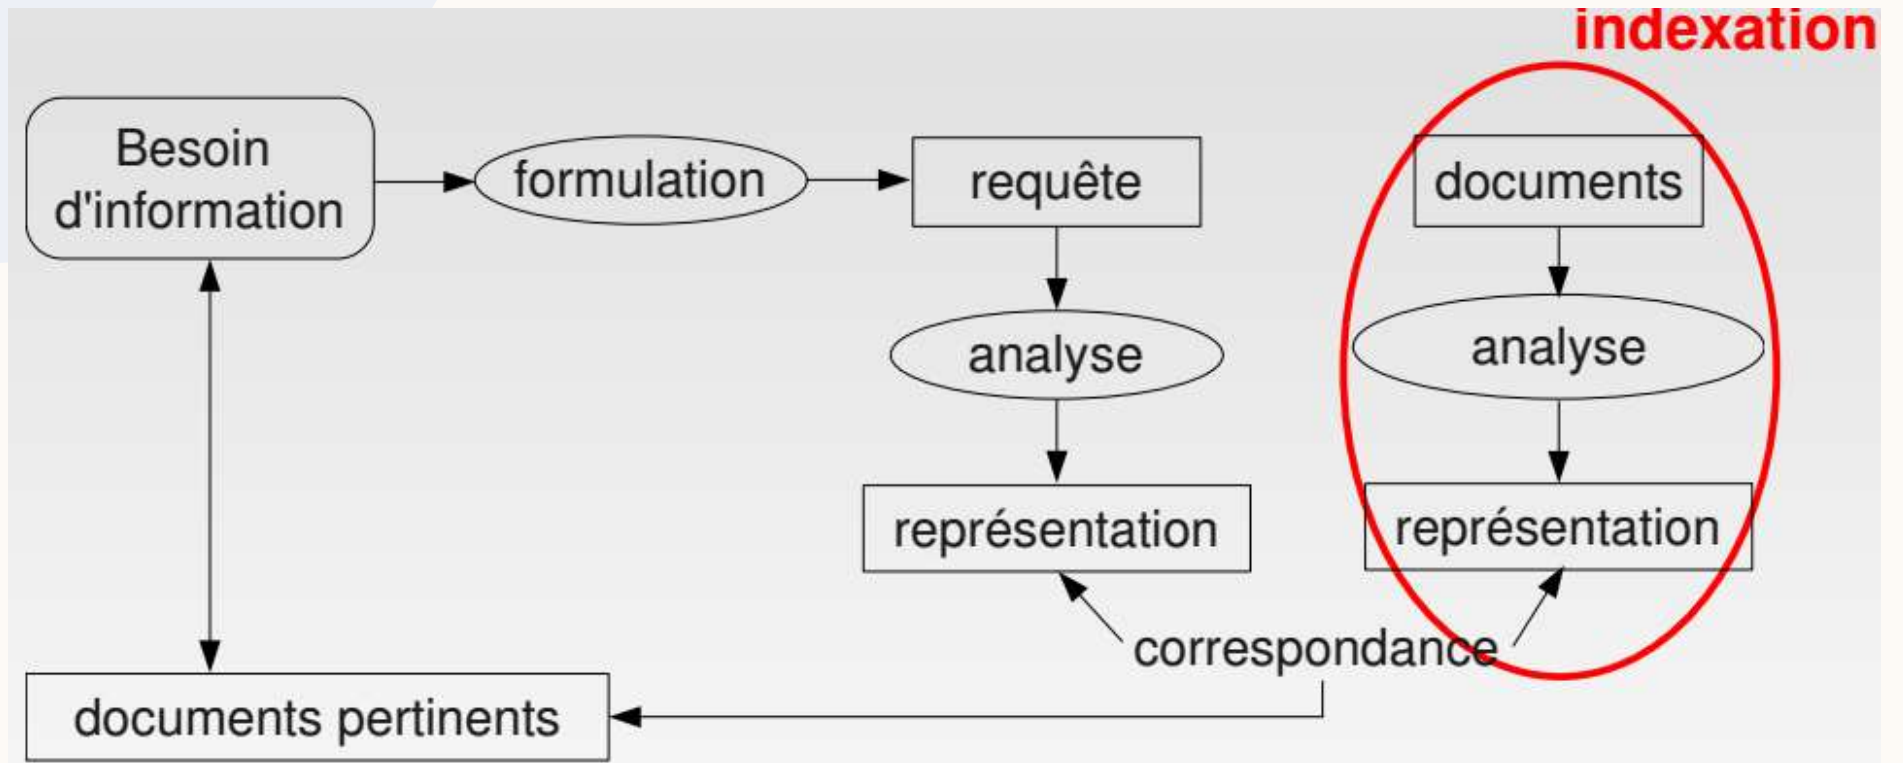 indexation
Besoin
d'information
formulation
requête
documents
analyse
analyse
représentation
représentation
correspondance
documents pertinents